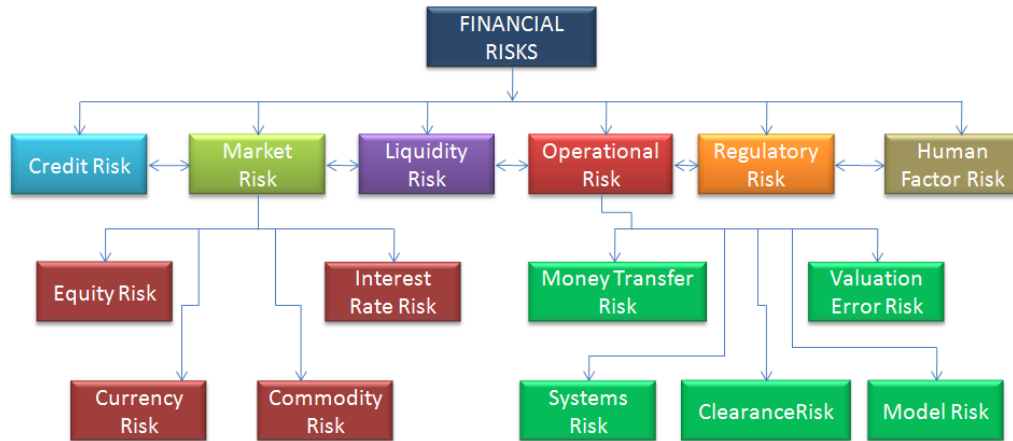 FINANCIAL
RISKS
Credit Risk
Market
Risk
Liquidity
Risk
Operational
Risk
Regulatory
Risk
Human
Factor Risk
Equity Risk
Interest
Rate Risk
Money Transfer
Risk
Valuation
Error Risk
Currency
Risk
Commodity
Risk
Systems
Risk
ClearanceRisk
Model Risk